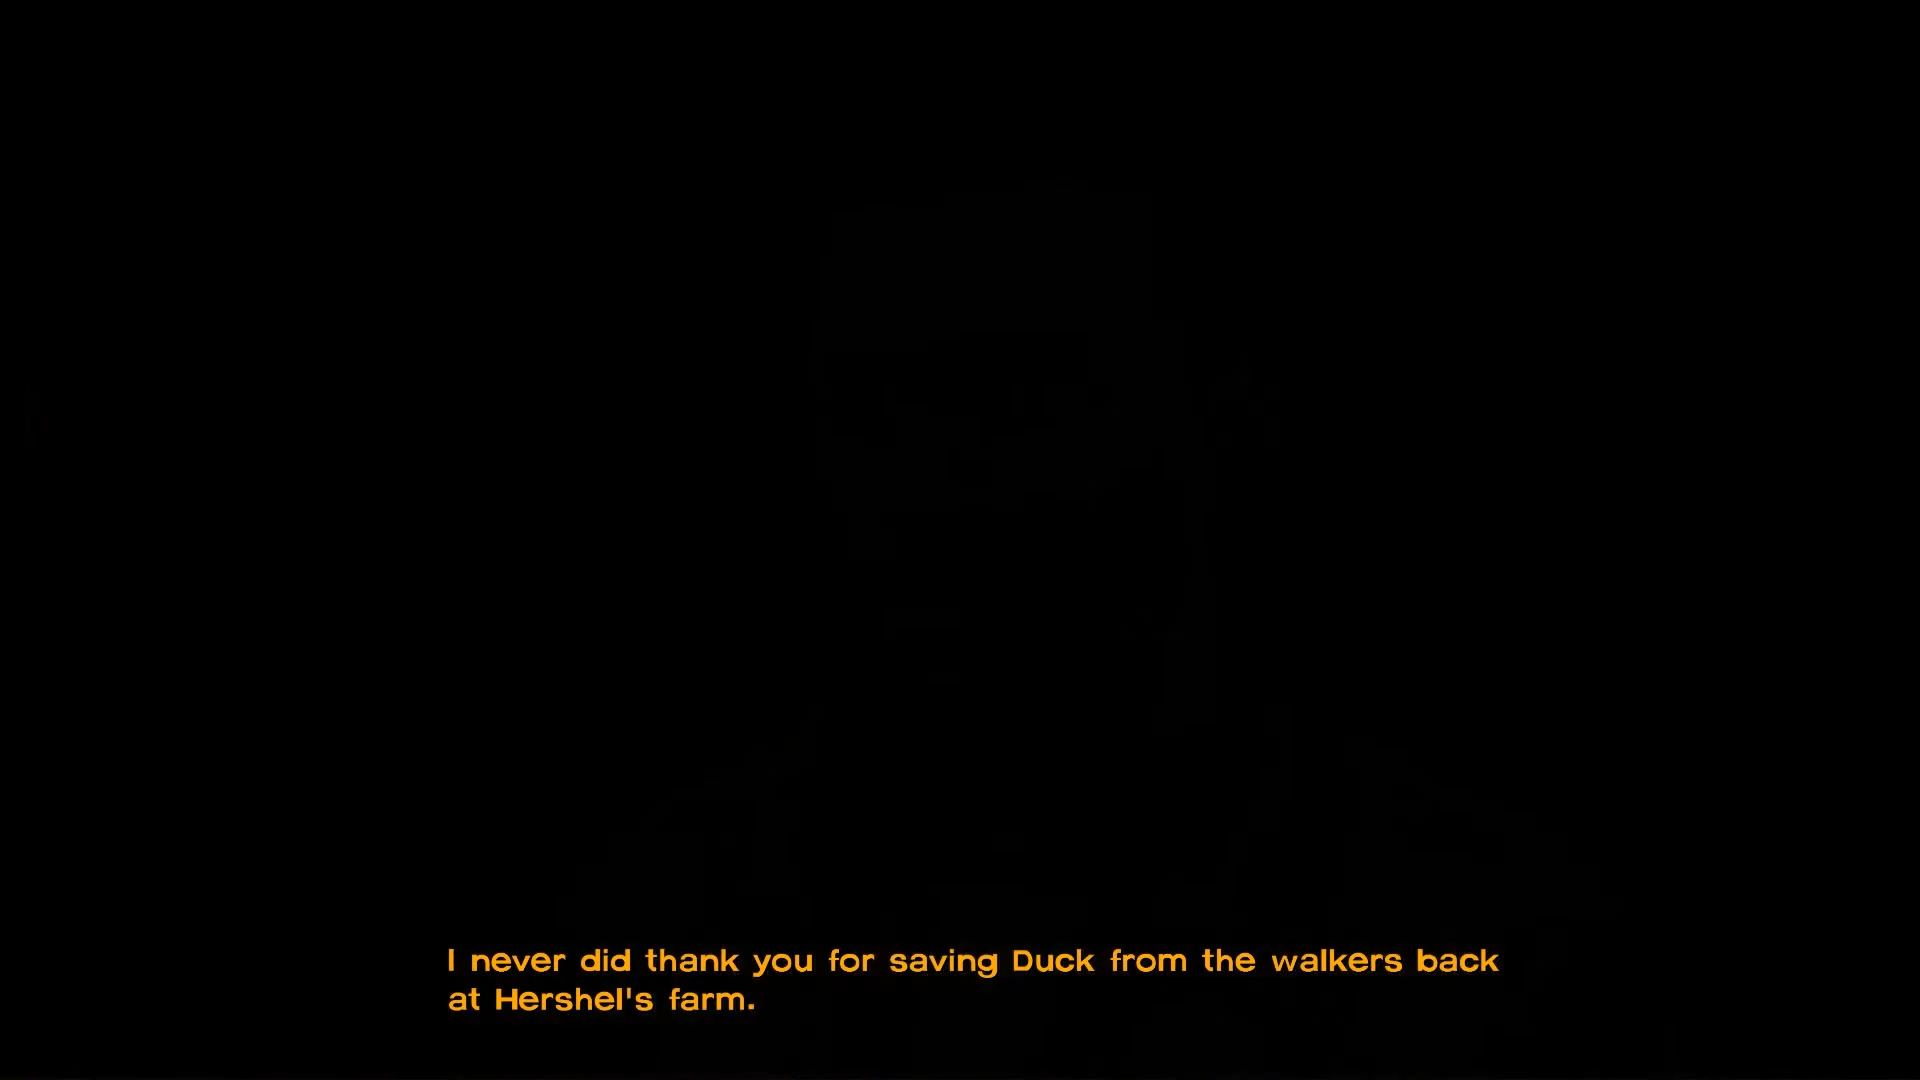 I never did thank you for saving Duck from the walkers back
at Hershel's farm.